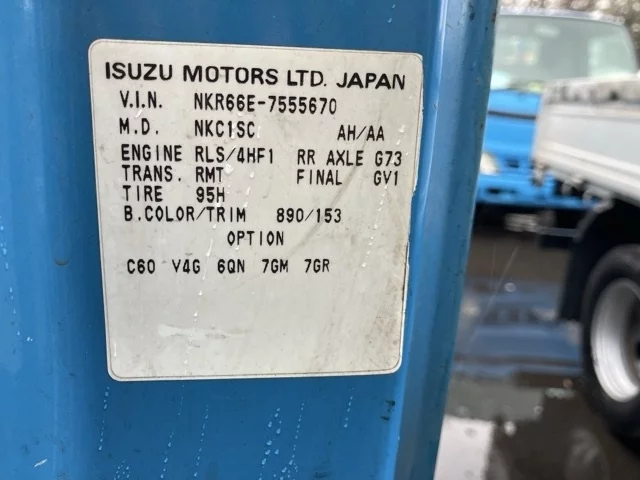 ISUZU MOTORS LTD. JAPAN
V.I.N. NKR66E-7555670
M.D. NKC1SC AH/AA
ENGINE RLS/4HF1 RR AXLE G73
TRANS. RMT FINAL GV1
TIRE 95H
B.COLOR/TRIM 890/153
OPTION
C60 V4G 6QN 7GM 7GR